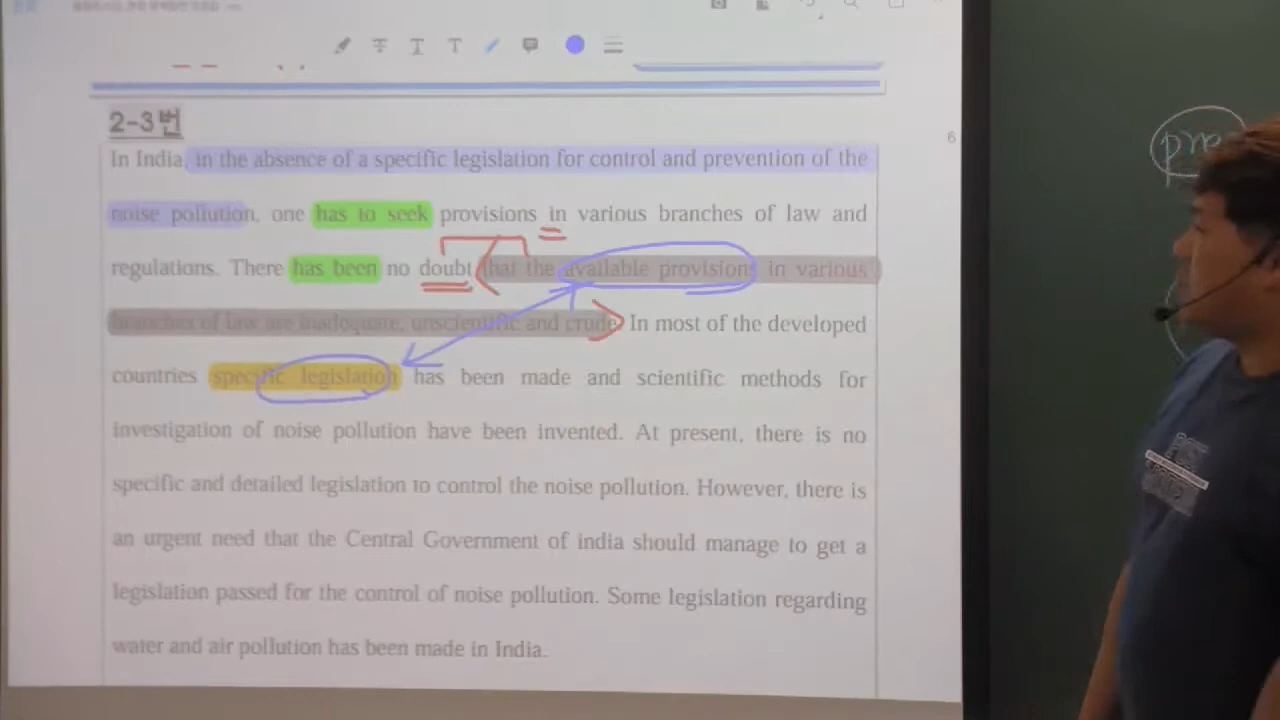 6
2-3번
In India, in the absence of a specific legislation for control and prevention of the
noise pollution, one has to seek provisions in various branches of law and
regulations. There has been no doubt that the available provisions in various
branches of law are inadequate, unscientific and crude. In most of the developed
countries specific legislation has been made and scientific methods for
investigation of noise pollution have been invented. At present, there is no
specific and detailed legislation to control the noise pollution. However, there is
an urgent need that the Central Government of india should manage to get a
legislation passed for the control of noise pollution. Some legislation regarding
water and air pollution has been made in India.
pre